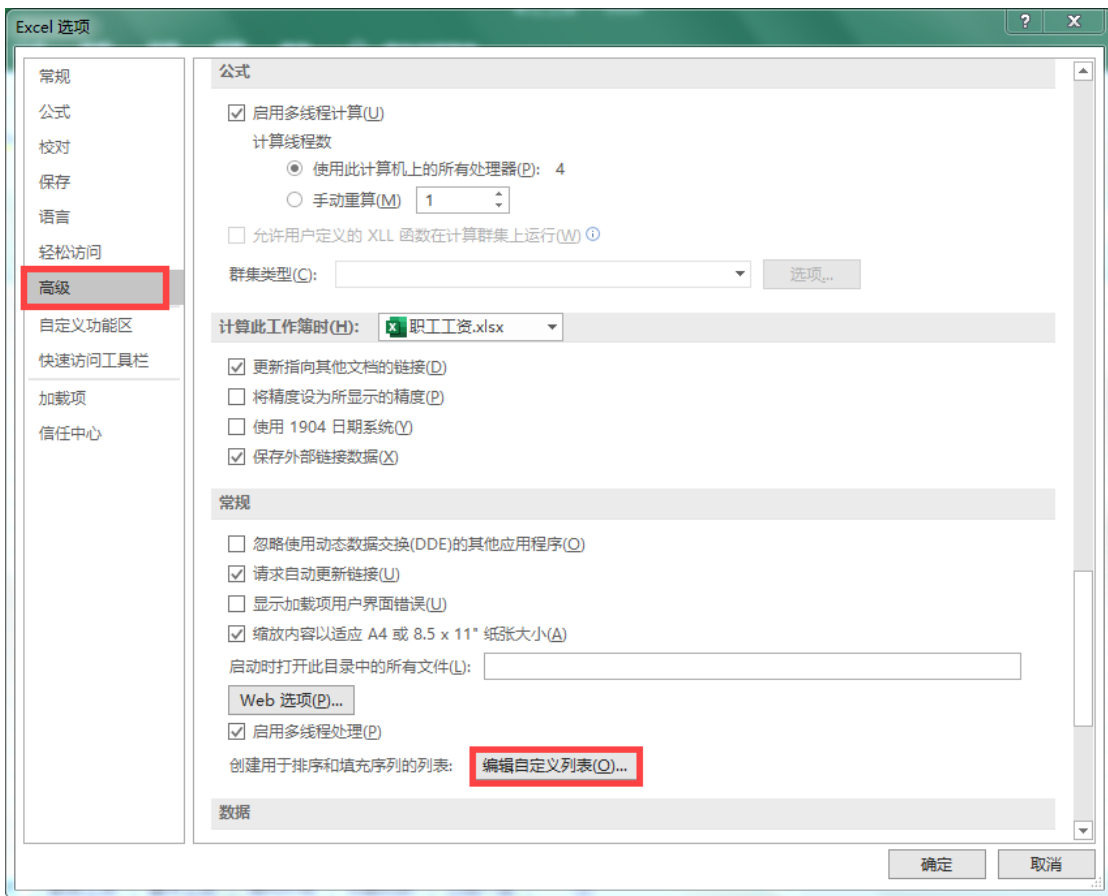 Excel 选项
常规
公式
校对
保存
语言
轻松访问
高级
自定义功能区
快速访问工具栏
加载项
信任中心
公式
启用多线程计算(U)
计算线程数
使用此计算机上的所有处理器(P): 4
手动重算(M) 1
允许用户定义的 XLL 函数在计算群集上运行(W)
群集类型(C): 选项...
计算此工作簿时(H): 职工工资.xlsx
更新指向其他文档的链接(D)
将精度设为所显示的精度(P)
使用 1904 日期系统(Y)
保存外部链接数据(X)
常规
忽略使用动态数据交换(DDE)的其他应用程序(O)
请求自动更新链接(U)
显示加载项用户界面错误(U)
缩放内容以适应 A4 或 8.5 x 11" 纸张大小(A)
启动时打开此目录中的所有文件(L):
Web 选项(P)...
启用多线程处理(P)
创建用于排序和填充序列的列表: 编辑自定义列表(O)...
数据
确定 取消